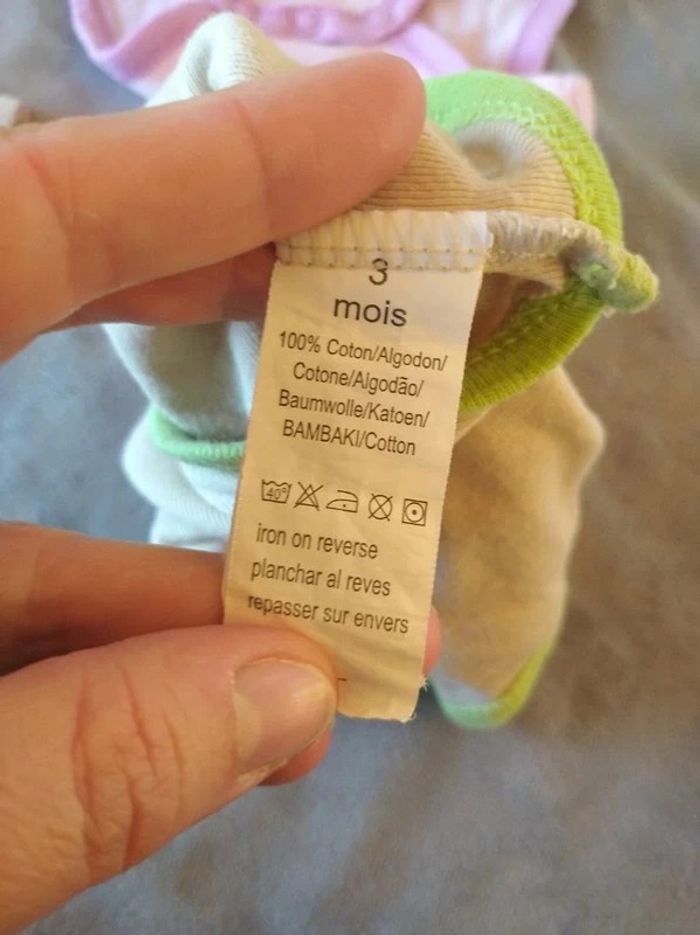 3
mois
100% Coton/Algodon/
Cotone/Algodão/
Baumwolle/Katoen/
BAMBAKI/Cotton
40°
iron on reverse
planchar al reves
repasser sur envers